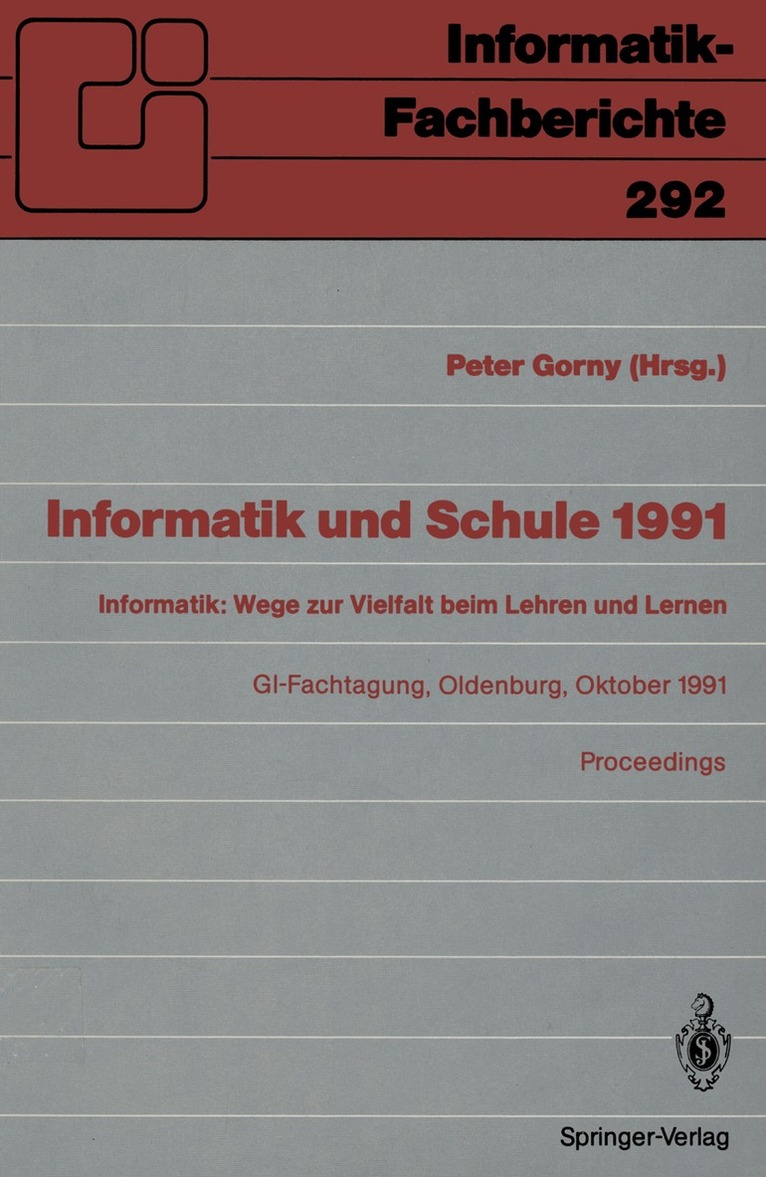 Informatik-
Fachberichte
292
Peter Gorny (Hrsg.)
Informatik und Schule 1991
Informatik: Wege zur Vielfalt beim Lehren und Lernen
GI-Fachtagung, Oldenburg, Oktober 1991
Proceedings
Springer-Verlag